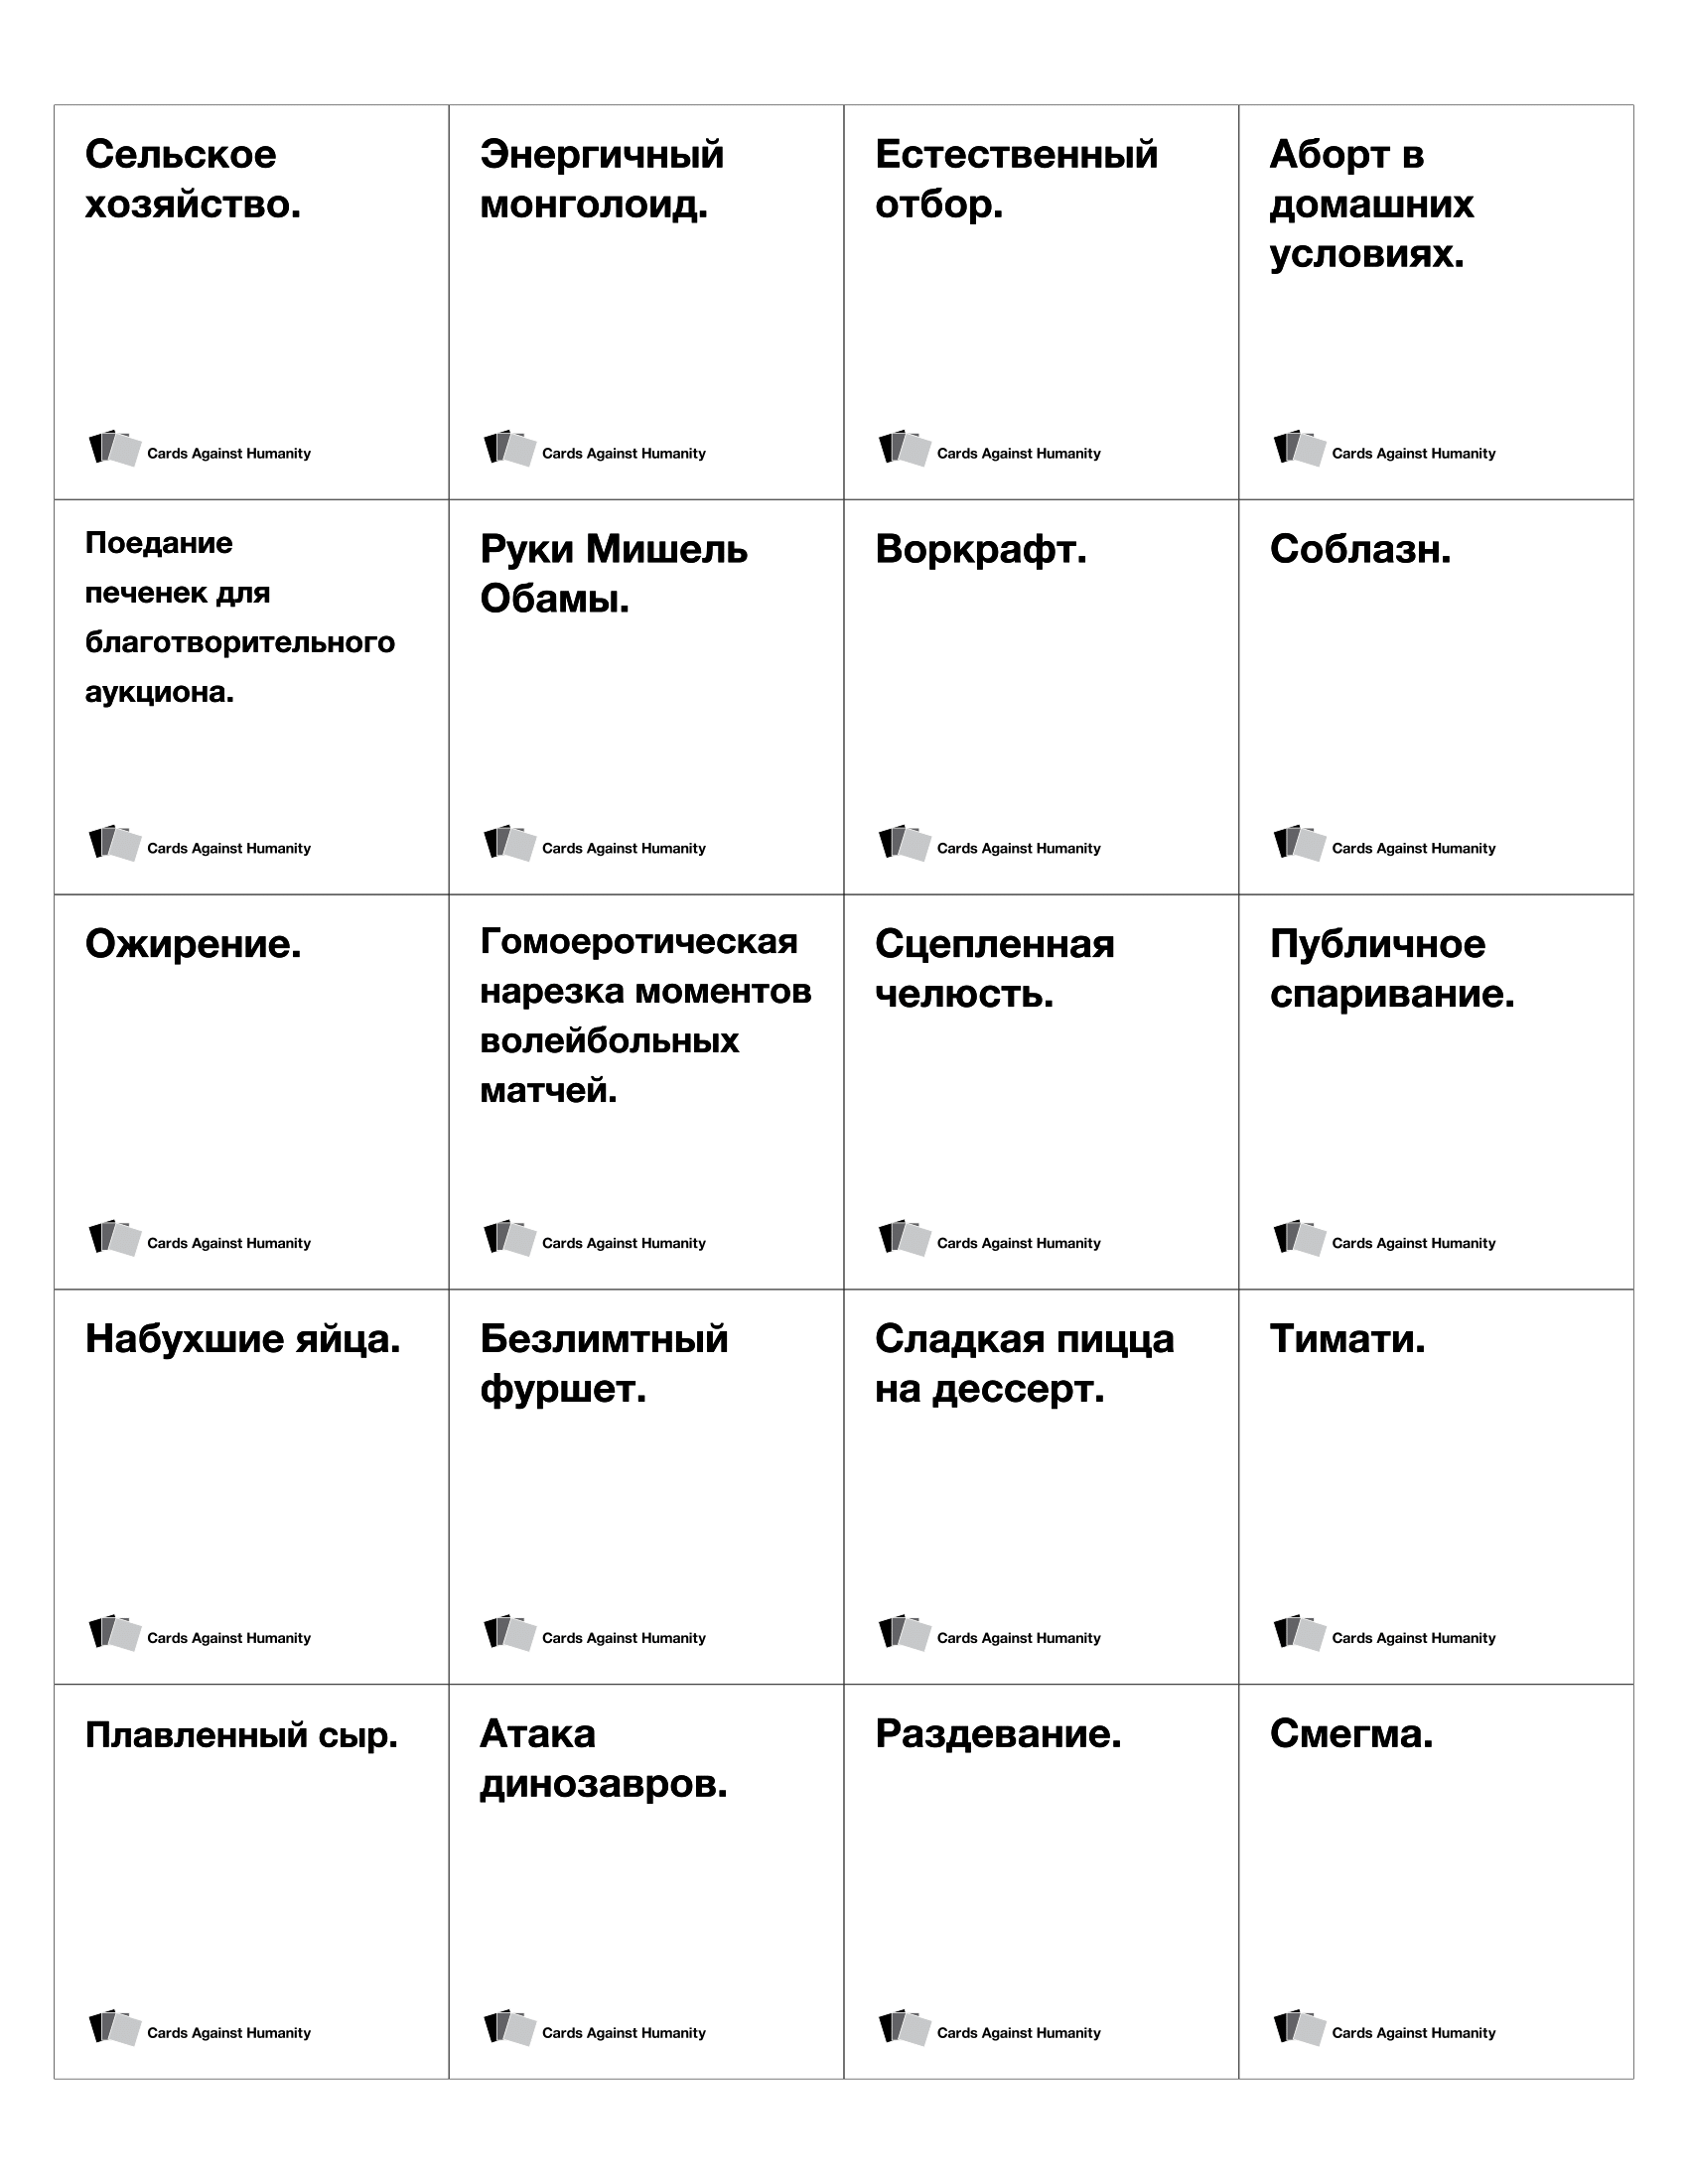 Сельское
хозяйство.
Cards Against Humanity
Энергичный
монголоид.
Cards Against Humanity
Естественный
отбор.
Cards Against Humanity
Аборт в
домашних
условиях.
Cards Against Humanity
Поедание
печенек для
благотворительного
аукциона.
Cards Against Humanity
Руки Мишель
Обамы.
Cards Against Humanity
Воркрафт.
Cards Against Humanity
Соблазн.
Cards Against Humanity
Ожирение.
Cards Against Humanity
Гомоеротическая
нарезка моментов
волейбольных
матчей.
Cards Against Humanity
Сцепленная
челюсть.
Cards Against Humanity
Публичное
спаривание.
Cards Against Humanity
Набухшие яйца.
Cards Against Humanity
Безлимтный
фуршет.
Cards Against Humanity
Сладкая пицца
на дессерт.
Cards Against Humanity
Тимати.
Cards Against Humanity
Плавленный сыр.
Cards Against Humanity
Атака
динозавров.
Cards Against Humanity
Раздевание.
Cards Against Humanity
Смегма.
Cards Against Humanity